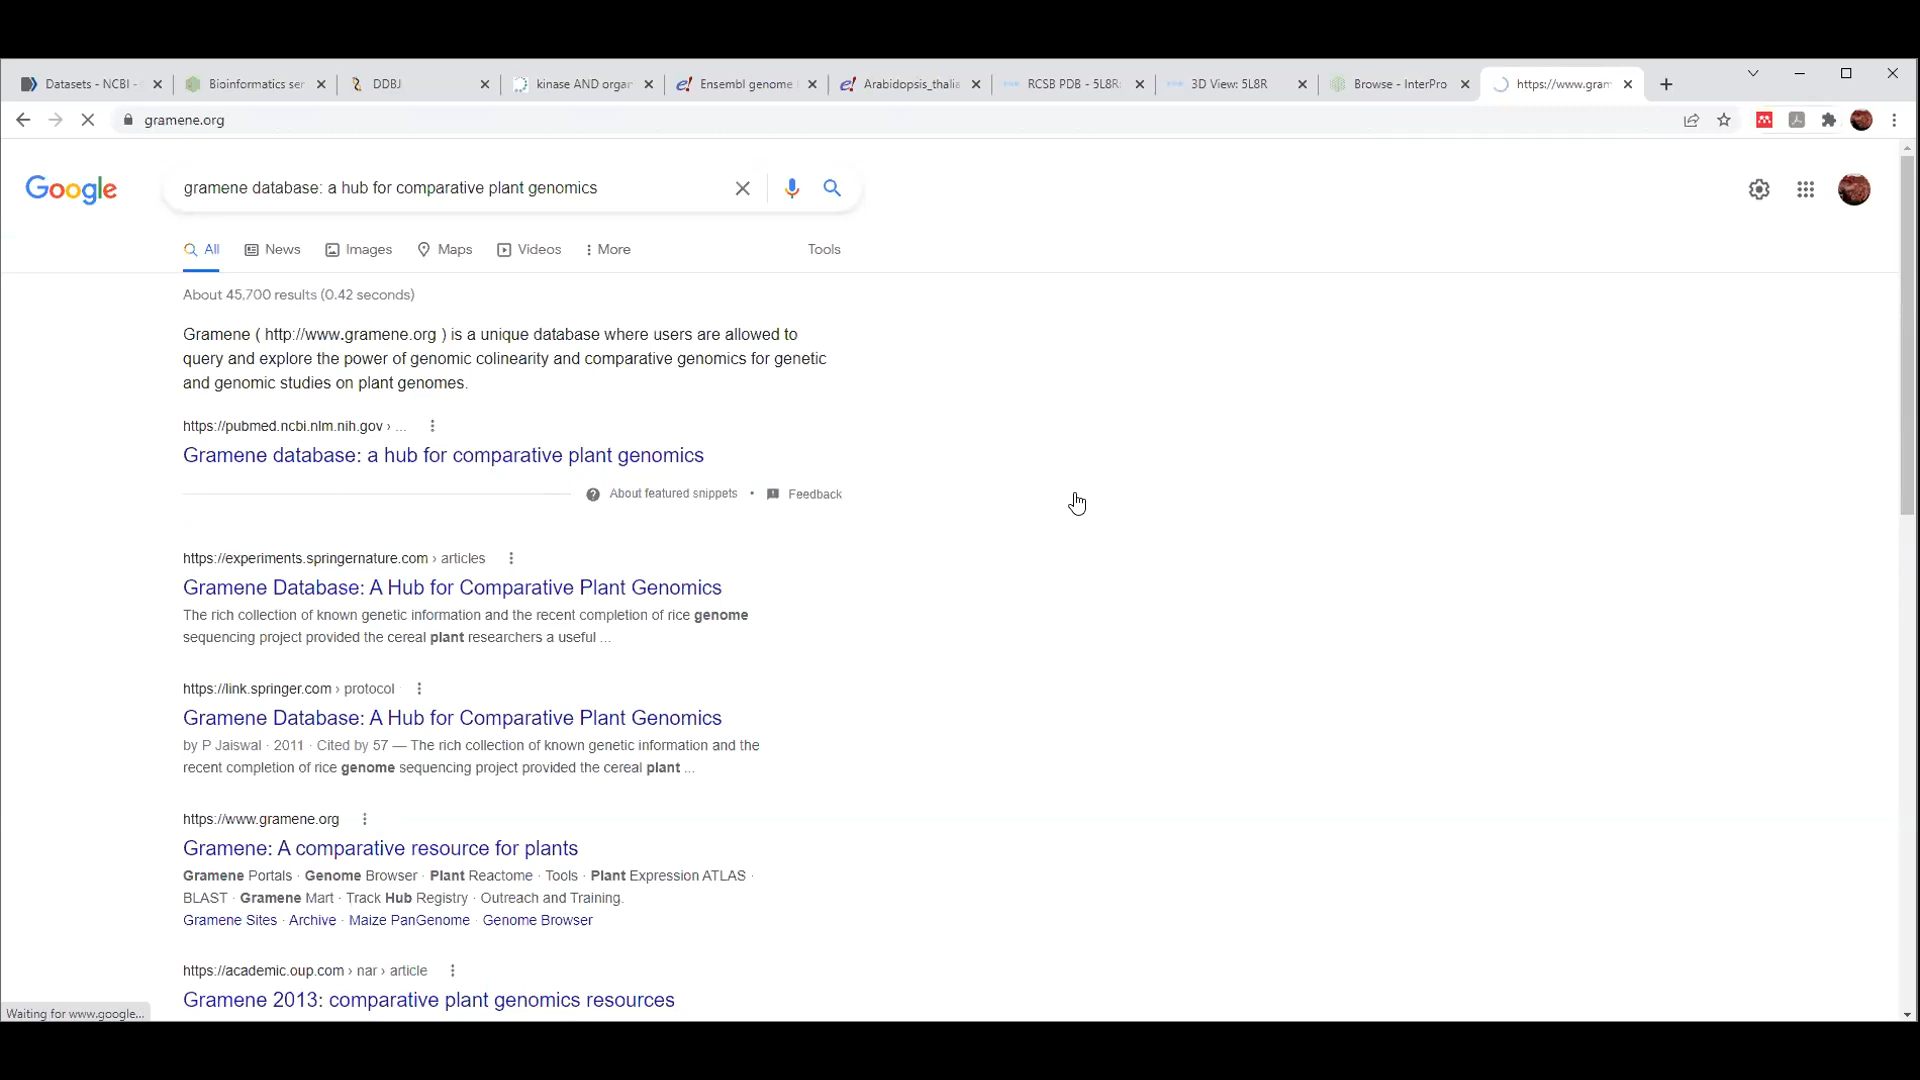 Datasets - NCBI -
Bioinformatics ser
DDBJ
kinase AND organ
Ensembl genome
Arabidopsis_thalia
RCSB PDB - 5L8R:
3D View: 5L8R
Browse - InterPro
https://www.gran
gramene.org
Google
gramene database: a hub for comparative plant genomics
All
News
Images
Maps
Videos
More
Tools
About 45,700 results (0.42 seconds)
Gramene ( http://www.gramene.org ) is a unique database where users are allowed to
query and explore the power of genomic colinearity and comparative genomics for genetic
and genomic studies on plant genomes.
https://pubmed.ncbi.nlm.nih.gov › ...
Gramene database: a hub for comparative plant genomics
About featured snippets • Feedback
https://experiments.springernature.com › articles
Gramene Database: A Hub for Comparative Plant Genomics
The rich collection of known genetic information and the recent completion of rice genome
sequencing project provided the cereal plant researchers a useful ...
https://link.springer.com › protocol
Gramene Database: A Hub for Comparative Plant Genomics
by P Jaiswal · 2011 · Cited by 57 — The rich collection of known genetic information and the
recent completion of rice genome sequencing project provided the cereal plant ...
https://www.gramene.org
Gramene: A comparative resource for plants
Gramene Portals · Genome Browser · Plant Reactome · Tools · Plant Expression ATLAS ·
BLAST · Gramene Mart · Track Hub Registry · Outreach and Training.
Gramene Sites · Archive · Maize PanGenome · Genome Browser
https://academic.oup.com › nar › article
Gramene 2013: comparative plant genomics resources
Waiting for www.google...